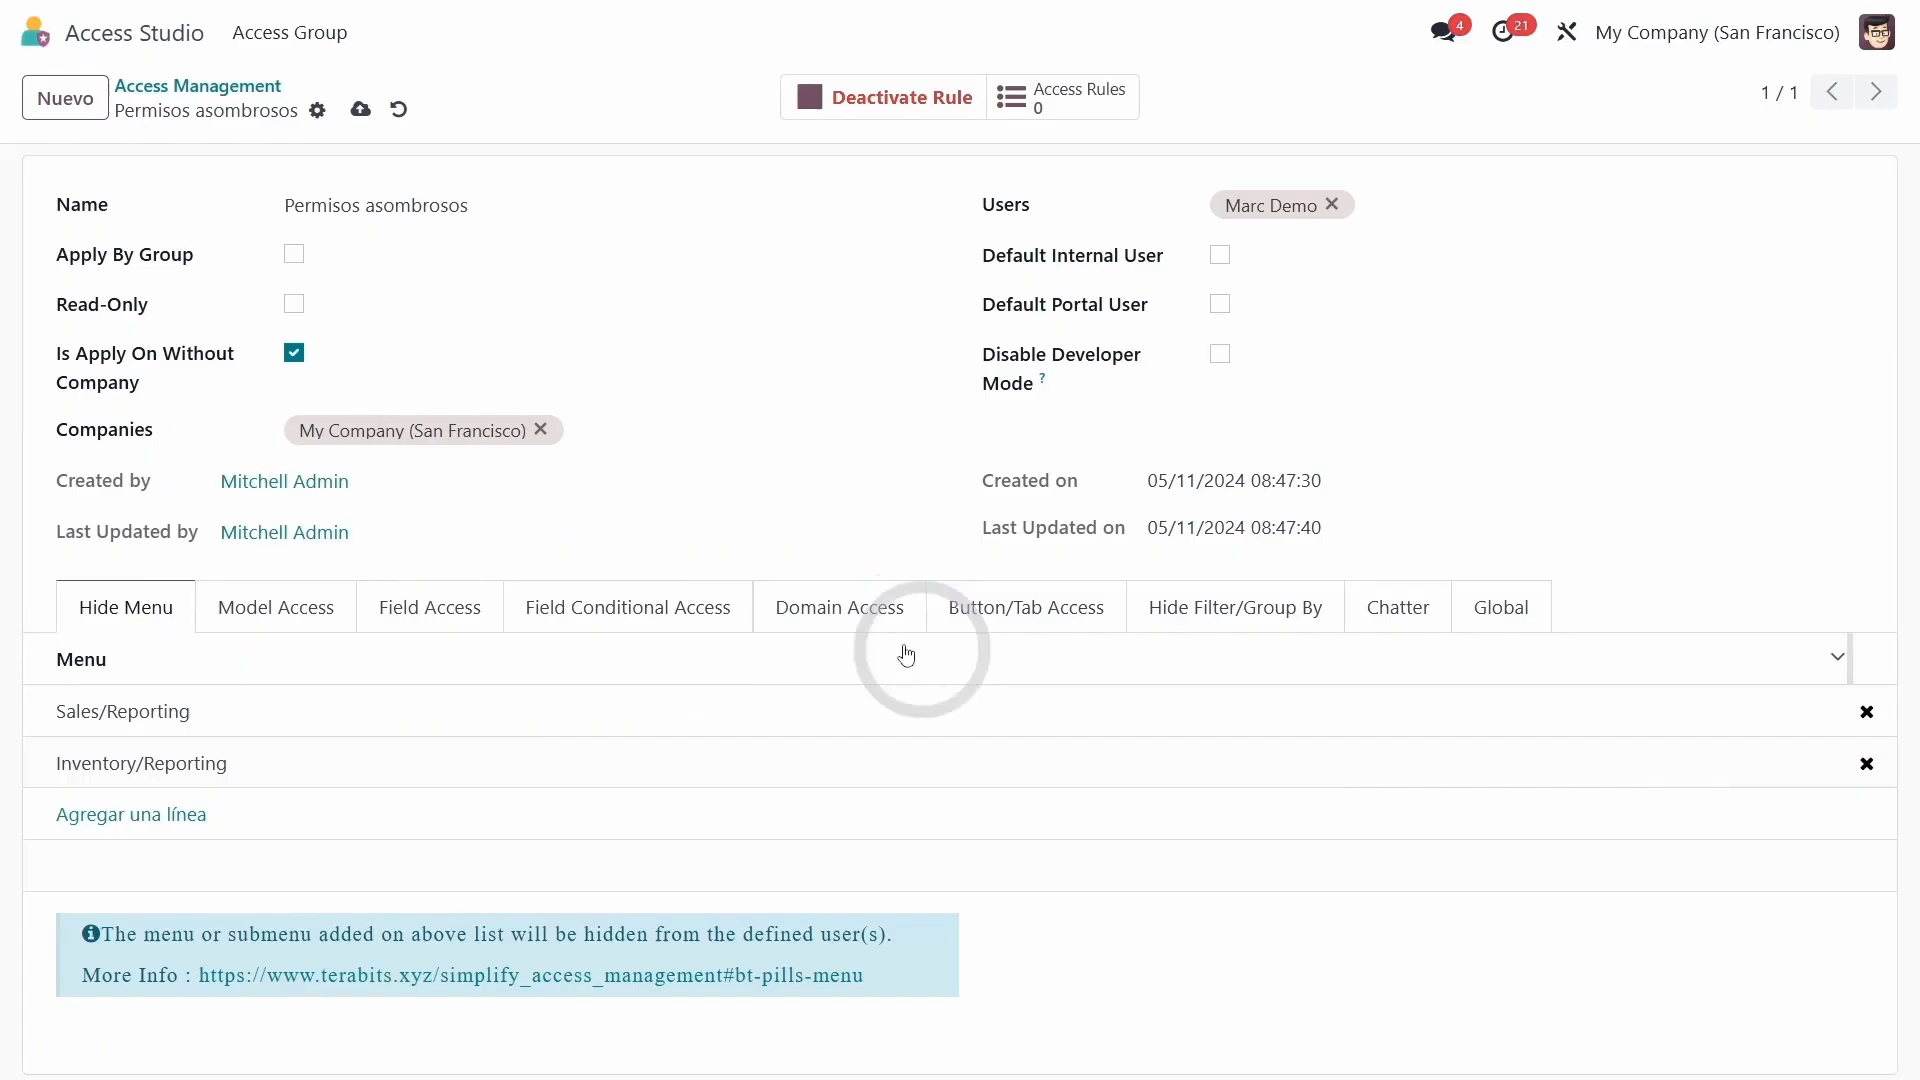 Access Studio Access Group
4 21 My Company (San Francisco)
Nuevo
Access Management
Permisos asombrosos
Deactivate Rule
Access Rules
0
1 / 1
Name Permisos asombrosos
Users Marc Demo
Apply By Group
Default Internal User
Read-Only
Default Portal User
Is Apply On Without
Company
Disable Developer
Mode ?
Companies My Company (San Francisco)
Created by Mitchell Admin
Created on 05/11/2024 08:47:30
Last Updated by Mitchell Admin
Last Updated on 05/11/2024 08:47:40
Hide Menu Model Access Field Access Field Conditional Access Domain Access Button/Tab Access Hide Filter/Group By Chatter Global
Menu
Sales/Reporting
Inventory/Reporting
Agregar una línea
The menu or submenu added on above list will be hidden from the defined user(s).
More Info : https://www.terabits.xyz/simplify_access_management#bt-pills-menu